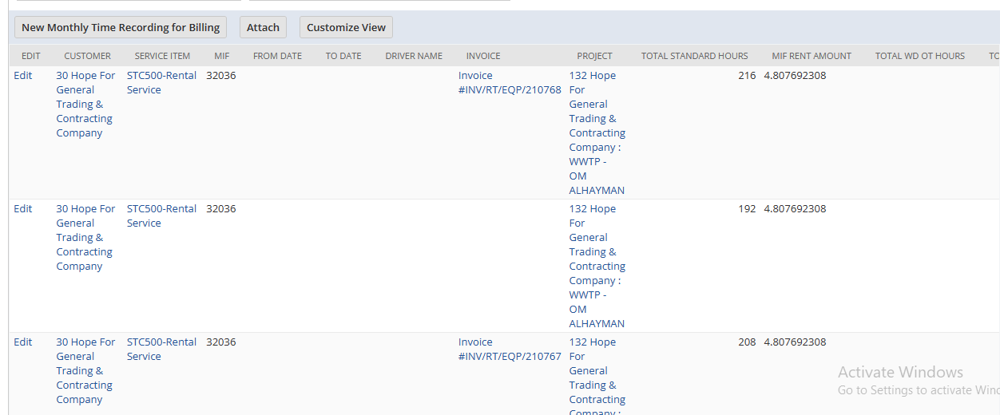 New Monthly Time Recording for Billing Attach Customize View
EDIT CUSTOMER SERVICE ITEM MIF FROM DATE TO DATE DRIVER NAME INVOICE PROJECT TOTAL STANDARD HOURS MIF RENT AMOUNT TOTAL WD OT HOURS TO
Edit 30 Hope For STC500-Rental 32036 Invoice 132 Hope 216 4.807692308
General Service #INV/RT/EQP/210768 For
Trading & General
Contracting Trading &
Company Contracting
Company :
WWTP -
OM
ALHAYMAN
Edit 30 Hope For STC500-Rental 32036 132 Hope 192 4.807692308
General Service For
Trading & General
Contracting Trading &
Company Contracting
Company :
WWTP -
OM
ALHAYMAN
Edit 30 Hope For STC500-Rental 32036 Invoice 132 Hope 208 4.807692308
General Service #INV/RT/EQP/210767 For
Trading & General
Contracting Trading &
Company Contracting
Company :
Activate Windows
Go to Settings to activate Wind